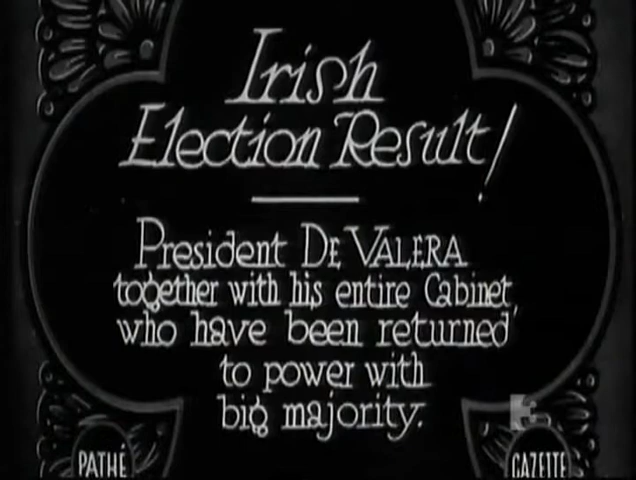 Irish
Election Result!
President DE VALERA
together with his entire Cabinet,
who have been returned
to power with
big majority.
PATHÉ
GAZETTE
3